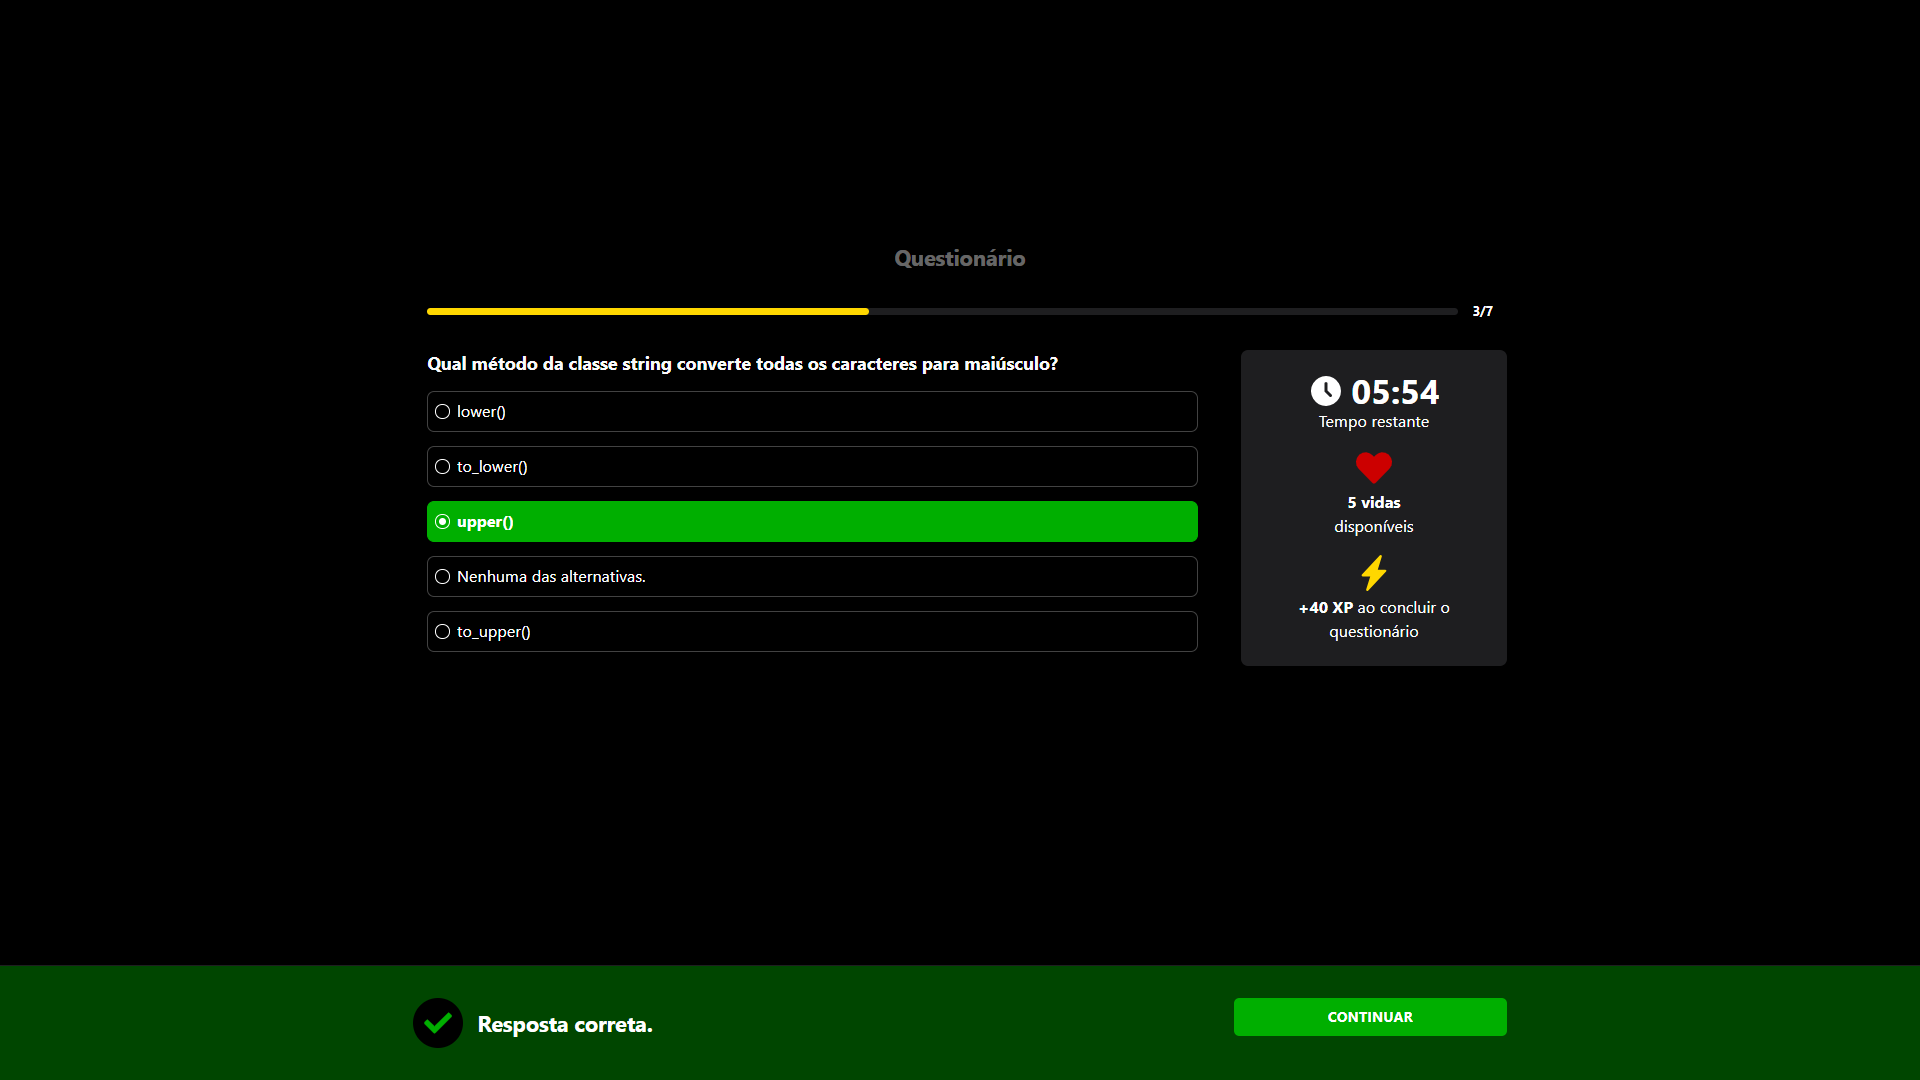 Questionário
3/7
Qual método da classe string converte todas os caracteres para maiúsculo?
lower()
to_lower()
upper()
Nenhuma das alternativas.
to_upper()
05:54
Tempo restante
5 vidas
disponíveis
+40 XP ao concluir o
questionário
Resposta correta.
CONTINUAR